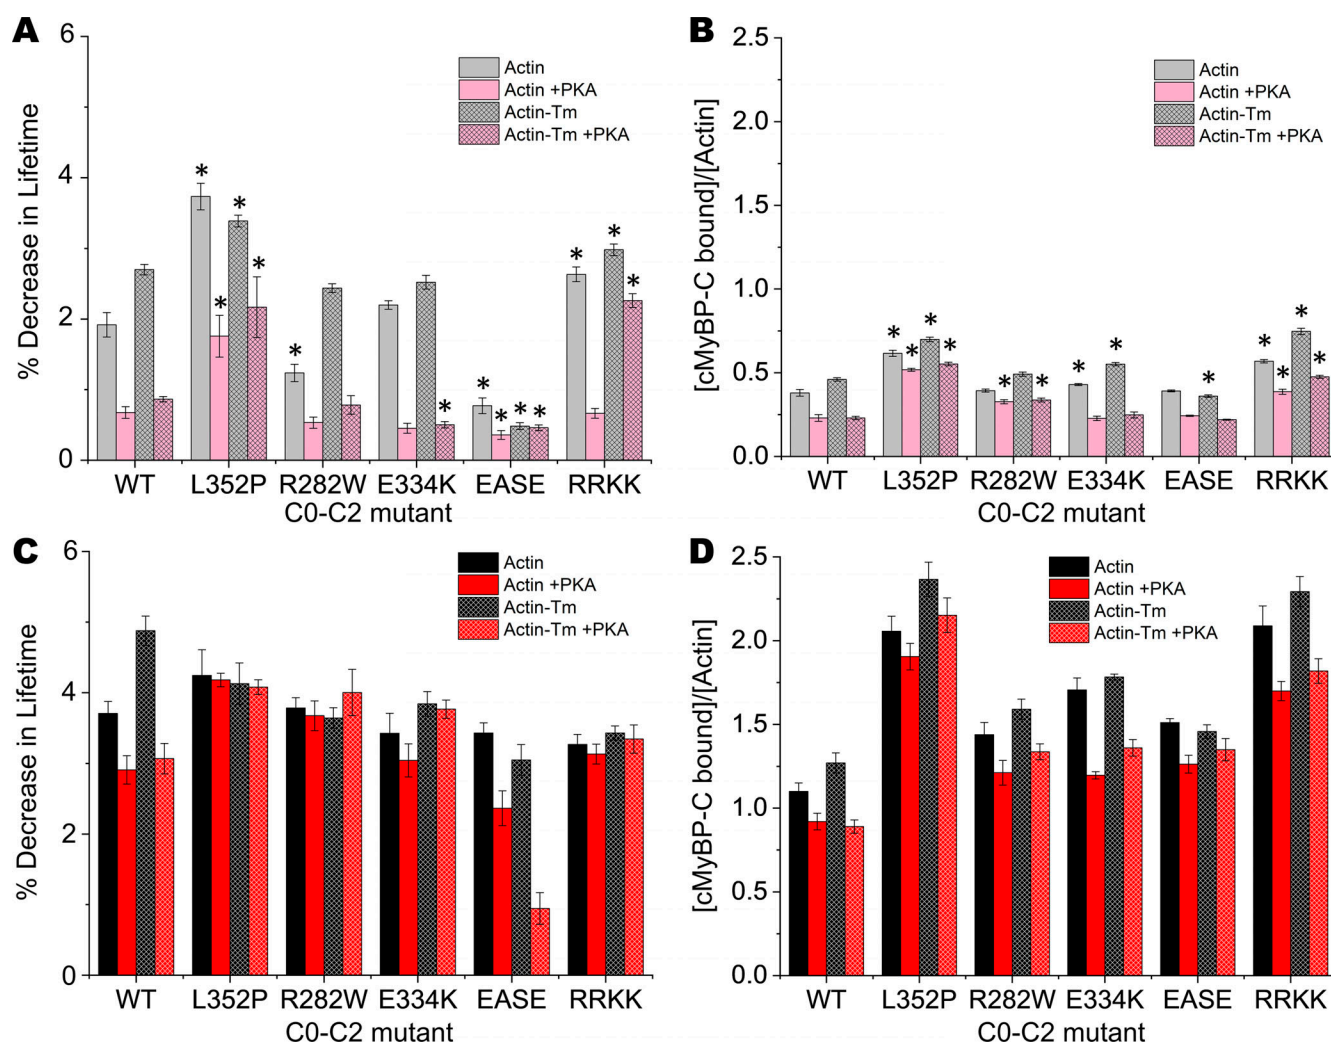 A
6
4
2
0
% Decrease in Lifetime
Actin
Actin +PKA
Actin-Tm
Actin-Tm +PKA
* * * * * * * * * * * *
WT L352P R282W E334K EASE RRKK
C0-C2 mutant
B
2.5
2.0
1.5
1.0
0.5
0.0
[cMyBP-C bound]/[Actin]
Actin
Actin +PKA
Actin-Tm
Actin-Tm +PKA
* * * * * * * * * * * * *
WT L352P R282W E334K EASE RRKK
C0-C2 mutant
C
6
4
2
0
% Decrease in Lifetime
Actin
Actin +PKA
Actin-Tm
Actin-Tm +PKA
WT L352P R282W E334K EASE RRKK
C0-C2 mutant
D
2.5
2.0
1.5
1.0
0.5
0.0
[cMyBP-C bound]/[Actin]
Actin
Actin +PKA
Actin-Tm
Actin-Tm +PKA
WT L352P R282W E334K EASE RRKK
C0-C2 mutant